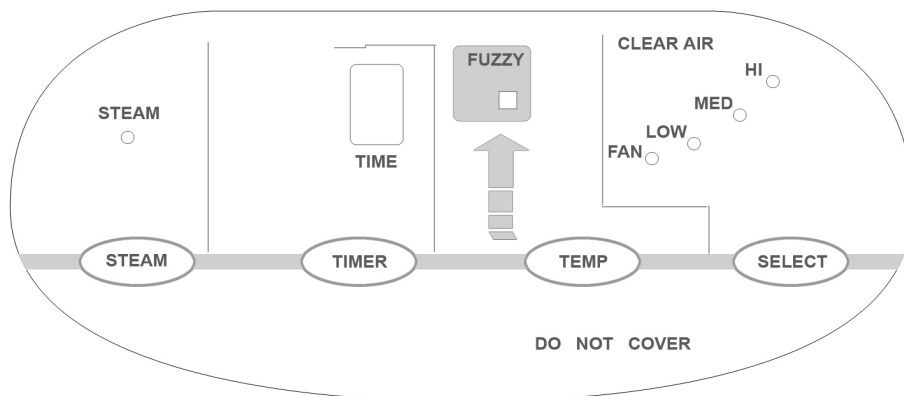 CLEAR AIR
FUZZY
HI
MED
STEAM
LOW
FAN
TIME
STEAM TIMER TEMP SELECT
DO NOT COVER